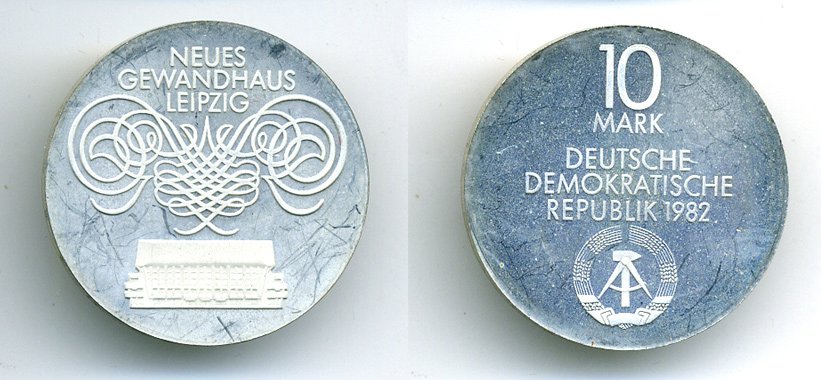 NEUES
GEWANDHAUS
LEIPZIG
10
MARK
DEUTSCHE
DEMOKRATISCHE
REPUBLIK 1982